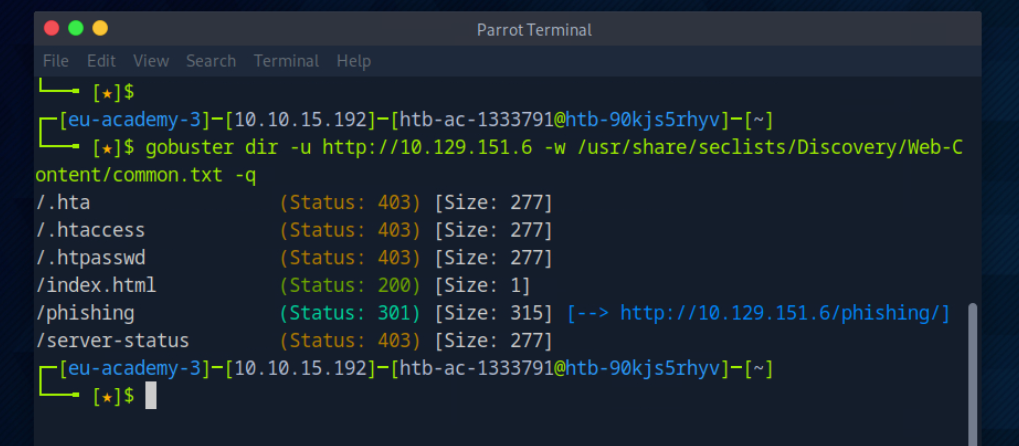 Parrot Terminal
File Edit View Search Terminal Help
└──╼ [★]$
┌─[eu-academy-3]─[10.10.15.192]─[htb-ac-1333791@htb-90kjs5rhyv]─[~]
└──╼ [★]$ gobuster dir -u http://10.129.151.6 -w /usr/share/seclists/Discovery/Web-C
ontent/common.txt -q
/.hta (Status: 403) [Size: 277]
/.htaccess (Status: 403) [Size: 277]
/.htpasswd (Status: 403) [Size: 277]
/index.html (Status: 200) [Size: 1]
/phishing (Status: 301) [Size: 315] [--> http://10.129.151.6/phishing/]
/server-status (Status: 403) [Size: 277]
┌─[eu-academy-3]─[10.10.15.192]─[htb-ac-1333791@htb-90kjs5rhyv]─[~]
└──╼ [★]$